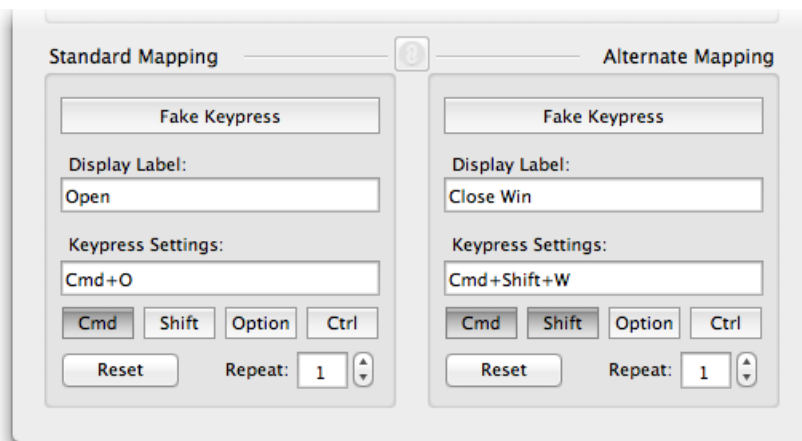 Standard Mapping
Alternate Mapping
Fake Keypress
Display Label:
Open
Keypress Settings:
Cmd+O
Cmd Shift Option Ctrl
Reset Repeat: 1
Fake Keypress
Display Label:
Close Win
Keypress Settings:
Cmd+Shift+W
Cmd Shift Option Ctrl
Reset Repeat: 1